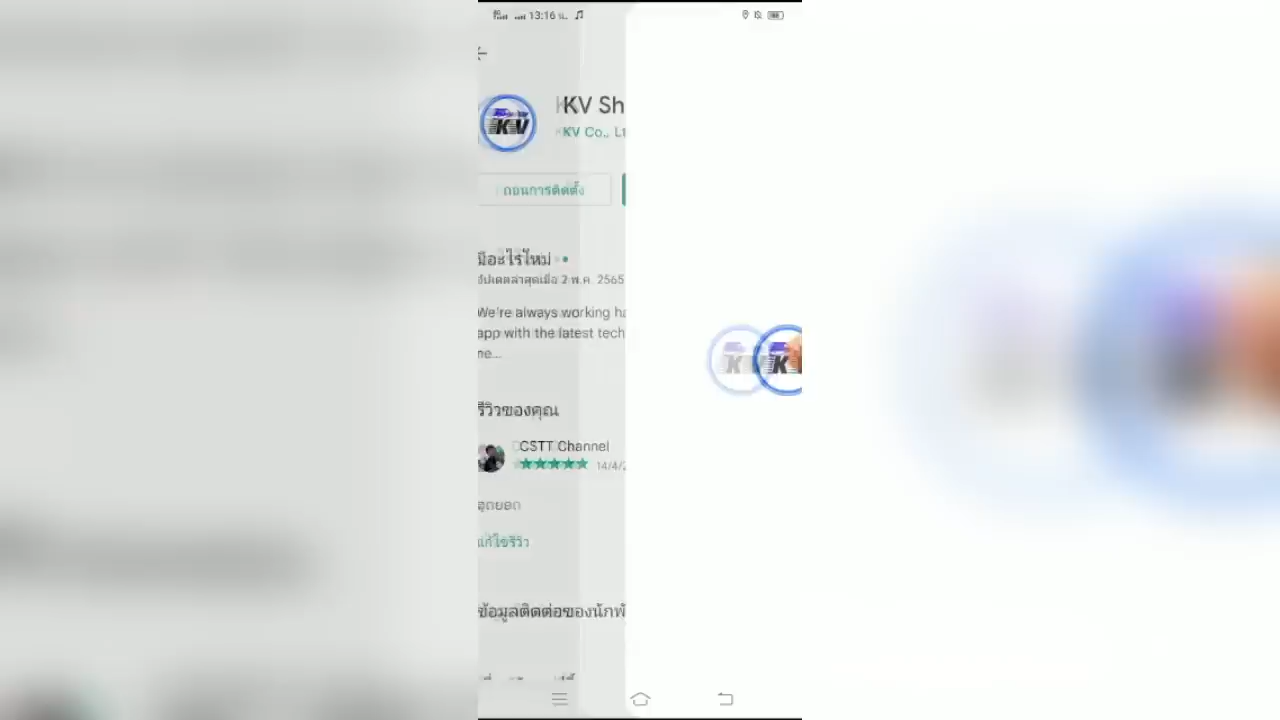 13:16 น.
KV Sh
KV Co., Lt
ถอนการติดตั้ง
มีอะไรใหม่
อัปเดตล่าสุดเมื่อ 2 พ.ค. 2565
We're always working ha
app with the latest tech
ne...
รีวิวของคุณ
CSTT Channel
14/4/2
สุดยอด
แก้ไขรีวิว
ข้อมูลติดต่อของนักพั
KV
KV